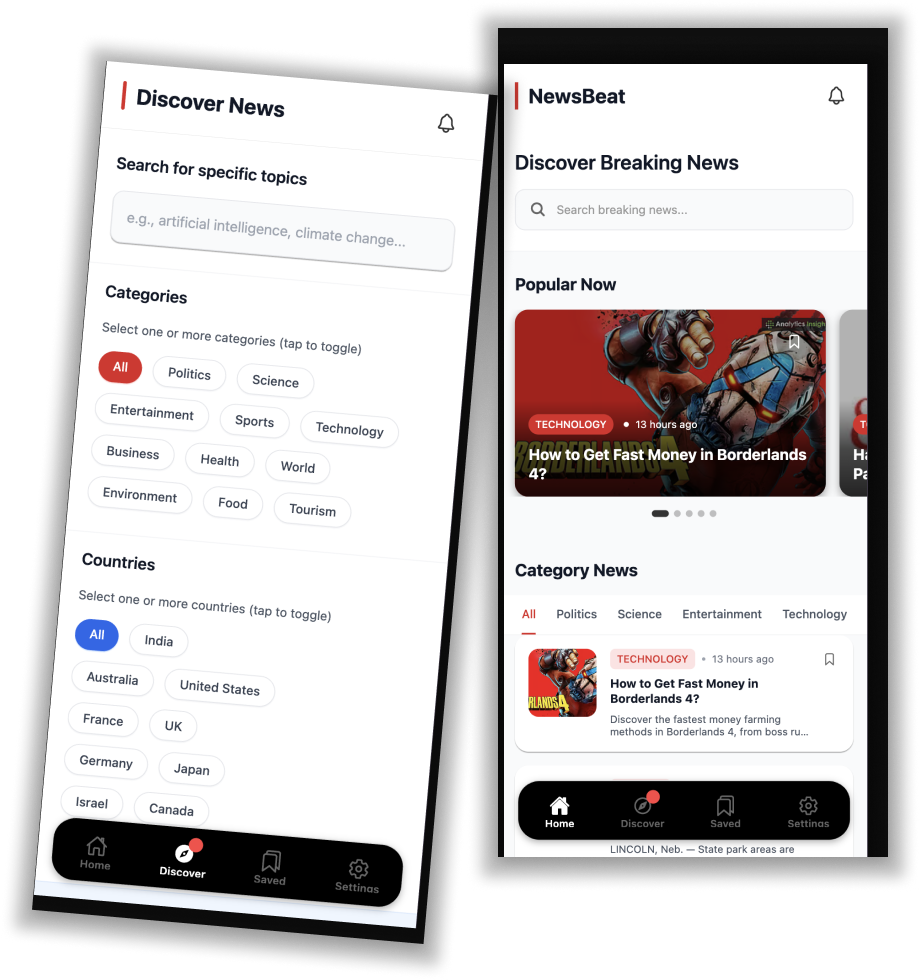 Discover News
Search for specific topics
e.g., artificial intelligence, climate change...
Categories
Select one or more categories (tap to toggle)
All
Politics
Science
Entertainment
Sports
Technology
Business
Health
World
Environment
Food
Tourism
Countries
Select one or more countries (tap to toggle)
All
India
Australia
United States
France
UK
Germany
Japan
Israel
Canada
Home
Discover
Saved
Settings
NewsBeat
Discover Breaking News
Search breaking news...
Popular Now
Analytics Insigh
BORDERLANDS 4
TECHNOLOGY
• 13 hours ago
How to Get Fast Money in Borderlands
4?
Ha
Pa
Category News
All
Politics
Science
Entertainment
Technology
RLANDS 4
TECHNOLOGY
• 13 hours ago
How to Get Fast Money in
Borderlands 4?
Discover the fastest money farming
methods in Borderlands 4, from boss ru...
Home
Discover
Saved
Settings
LINCOLN, Neb. — State park areas are